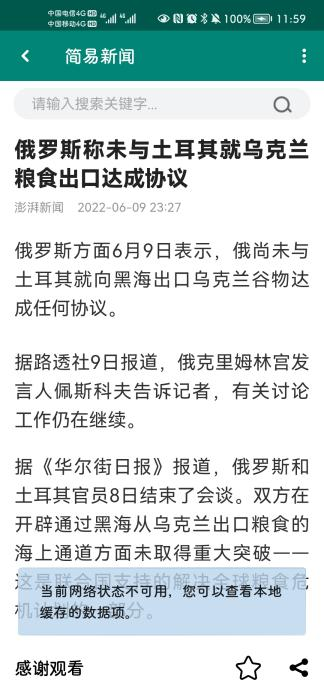 中国电信4G HD
中国移动4G HD
4G 4G 100% 11:59
简易新闻
请输入搜索关键字...
俄罗斯称未与土耳其就乌克兰
粮食出口达成协议
澎湃新闻 2022-06-09 23:27
俄罗斯方面6月9日表示，俄尚未与
土耳其就向黑海出口乌克兰谷物达
成任何协议。
据路透社9日报道，俄克里姆林宫发
言人佩斯科夫告诉记者，有关讨论
工作仍在继续。
据《华尔街日报》报道，俄罗斯和
土耳其官员8日结束了会谈。双方在
开辟通过黑海从乌克兰出口粮食的
海上通道方面未取得重大突破——
这是联合国支持的解决全球粮食危
机 部分。
当前网络状态不可用，您可以查看本地
缓存的数据项。
感谢观看